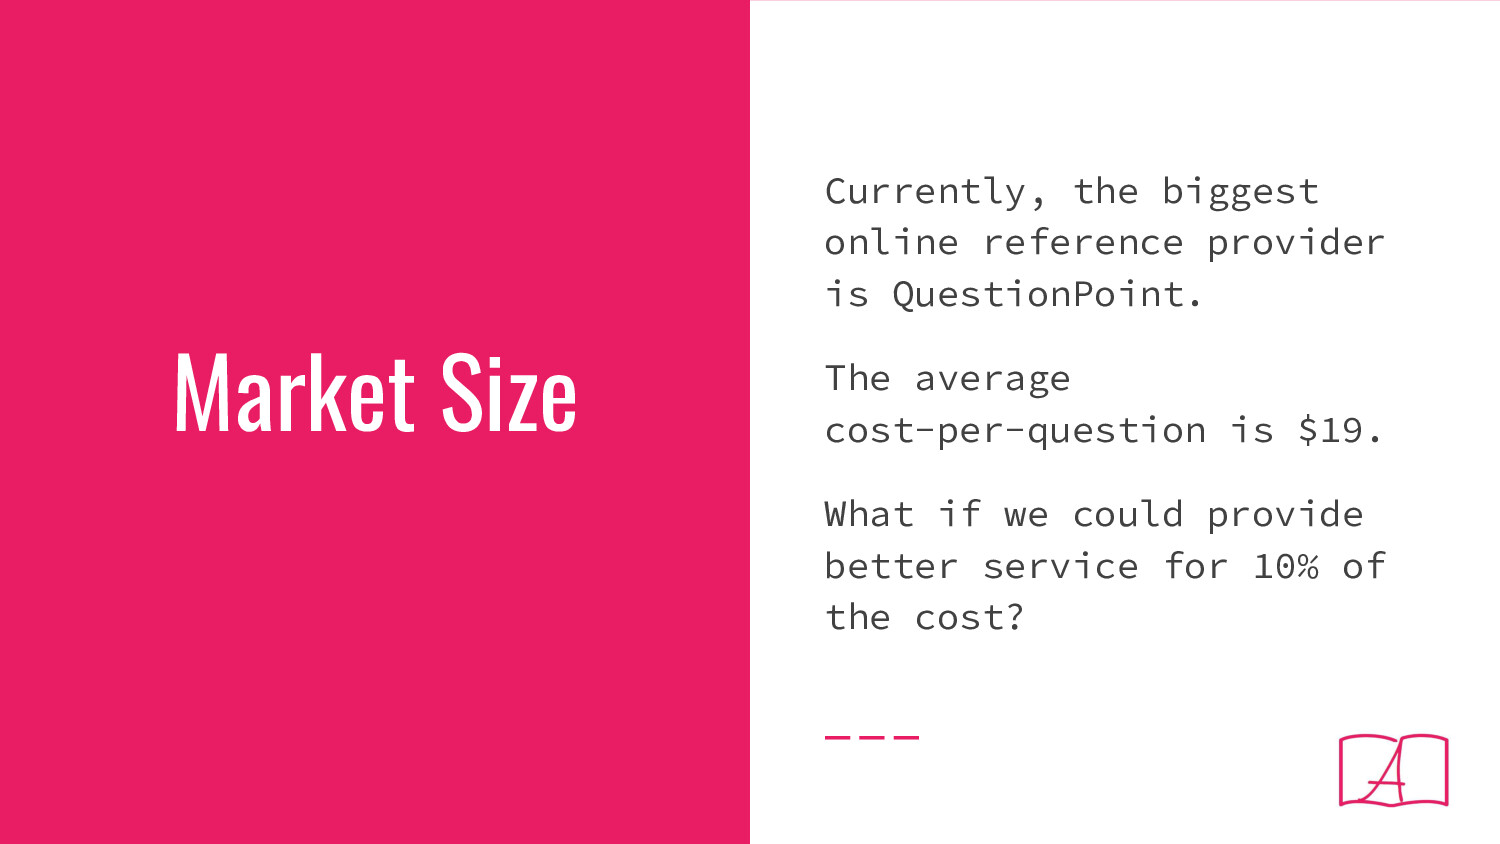 Market Size
Currently, the biggest
online reference provider
is QuestionPoint.
The average
cost-per-question is $19.
What if we could provide
better service for 10% of
the cost?
A